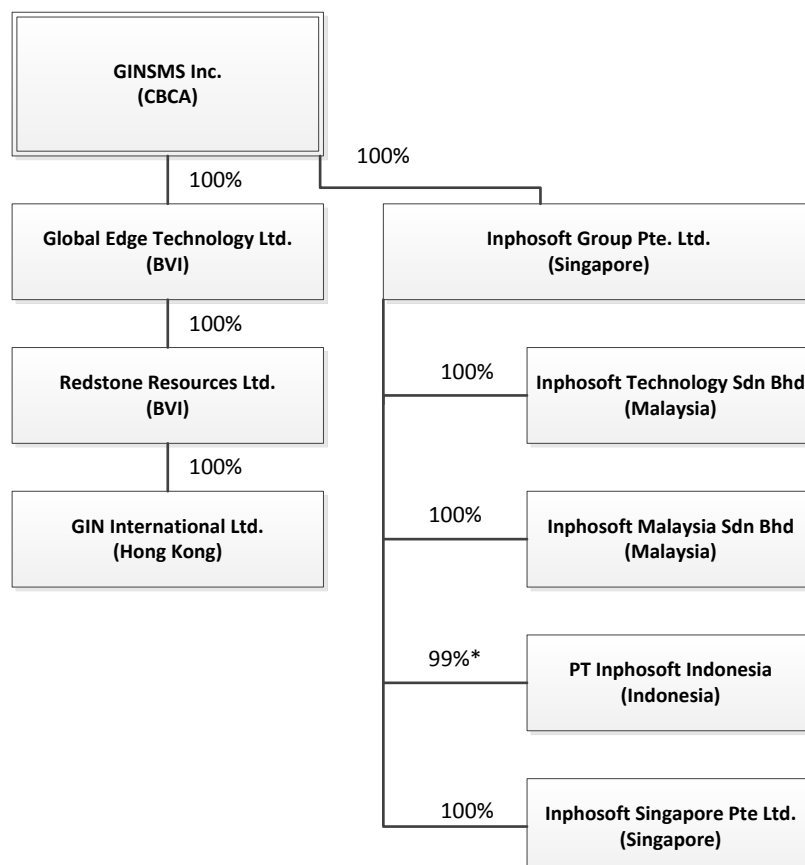 GINSMS Inc.
(CBCA)
100%
100%
Global Edge Technology Ltd.
(BVI)
Inphosoft Group Pte. Ltd.
(Singapore)
100%
Redstone Resources Ltd.
(BVI)
100%
Inphosoft Technology Sdn Bhd
(Malaysia)
100%
GIN International Ltd.
(Hong Kong)
100%
Inphosoft Malaysia Sdn Bhd
(Malaysia)
99%*
PT Inphosoft Indonesia
(Indonesia)
100%
Inphosoft Singapore Pte Ltd.
(Singapore)